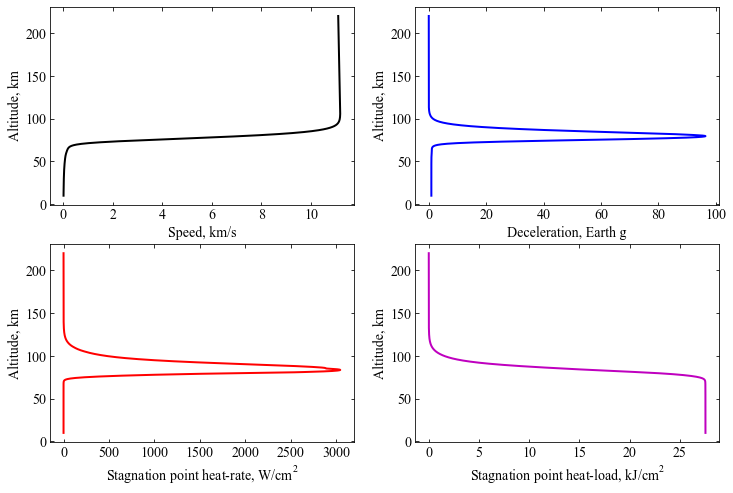 200
150
100
50
0
Altitude, km
0 2 4 6 8 10
Speed, km/s
200
150
100
50
0
Altitude, km
0 20 40 60 80 100
Deceleration, Earth g
200
150
100
50
0
Altitude, km
0 500 1000 1500 2000 2500 3000
Stagnation point heat-rate, W/cm²
200
150
100
50
0
Altitude, km
0 5 10 15 20 25
Stagnation point heat-load, kJ/cm²